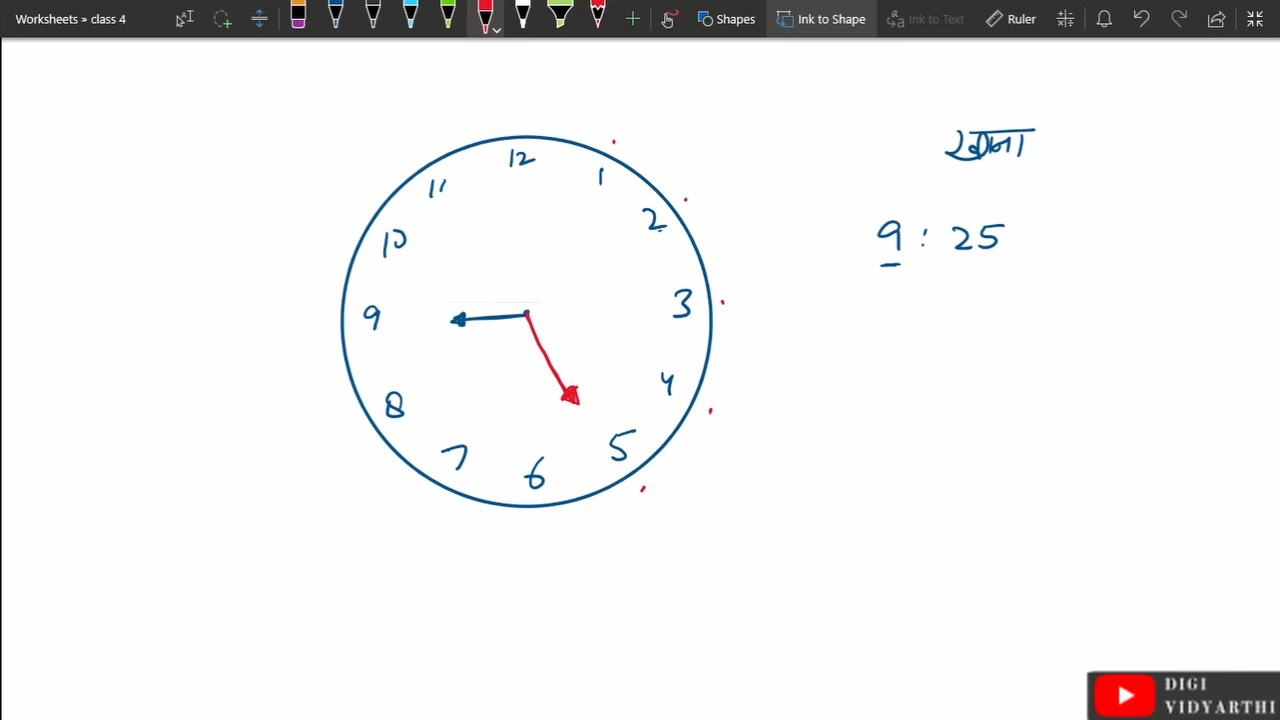 Worksheets » class 4
Shapes
Ink to Shape
Ink to Text
Ruler
12
11
1
10
2
9
3
8
4
7
5
6
9 : 25
DIGI
VIDYARTHI